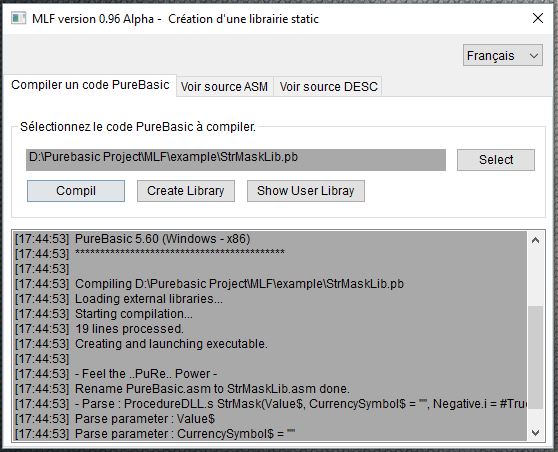 MLF version 0.96 Alpha - Création d'une librairie static
Français
Compiler un code PureBasic
Voir source ASM
Voir source DESC
Sélectionnez le code PureBasic à compiler.
D:\Purebasic Project\MLF\example\StrMaskLib.pb
Select
Compil
Create Library
Show User Libray
[17:44:53] PureBasic 5.60 (Windows - x86)
[17:44:53] ******************************************
[17:44:53]
[17:44:53] Compiling D:\Purebasic Project\MLF\example\StrMaskLib.pb
[17:44:53] Loading external libraries...
[17:44:53] Starting compilation...
[17:44:53] 19 lines processed.
[17:44:53] Creating and launching executable.
[17:44:53]
[17:44:53] - Feel the ..PuRe.. Power -
[17:44:53] Rename PureBasic.asm to StrMaskLib.asm done.
[17:44:53] - Parse : ProcedureDLL.s StrMask(Value$, CurrencySymbol$ = "", Negative.i = #True
[17:44:53] Parse parameter : Value$
[17:44:53] Parse parameter : CurrencySymbol$ = ""